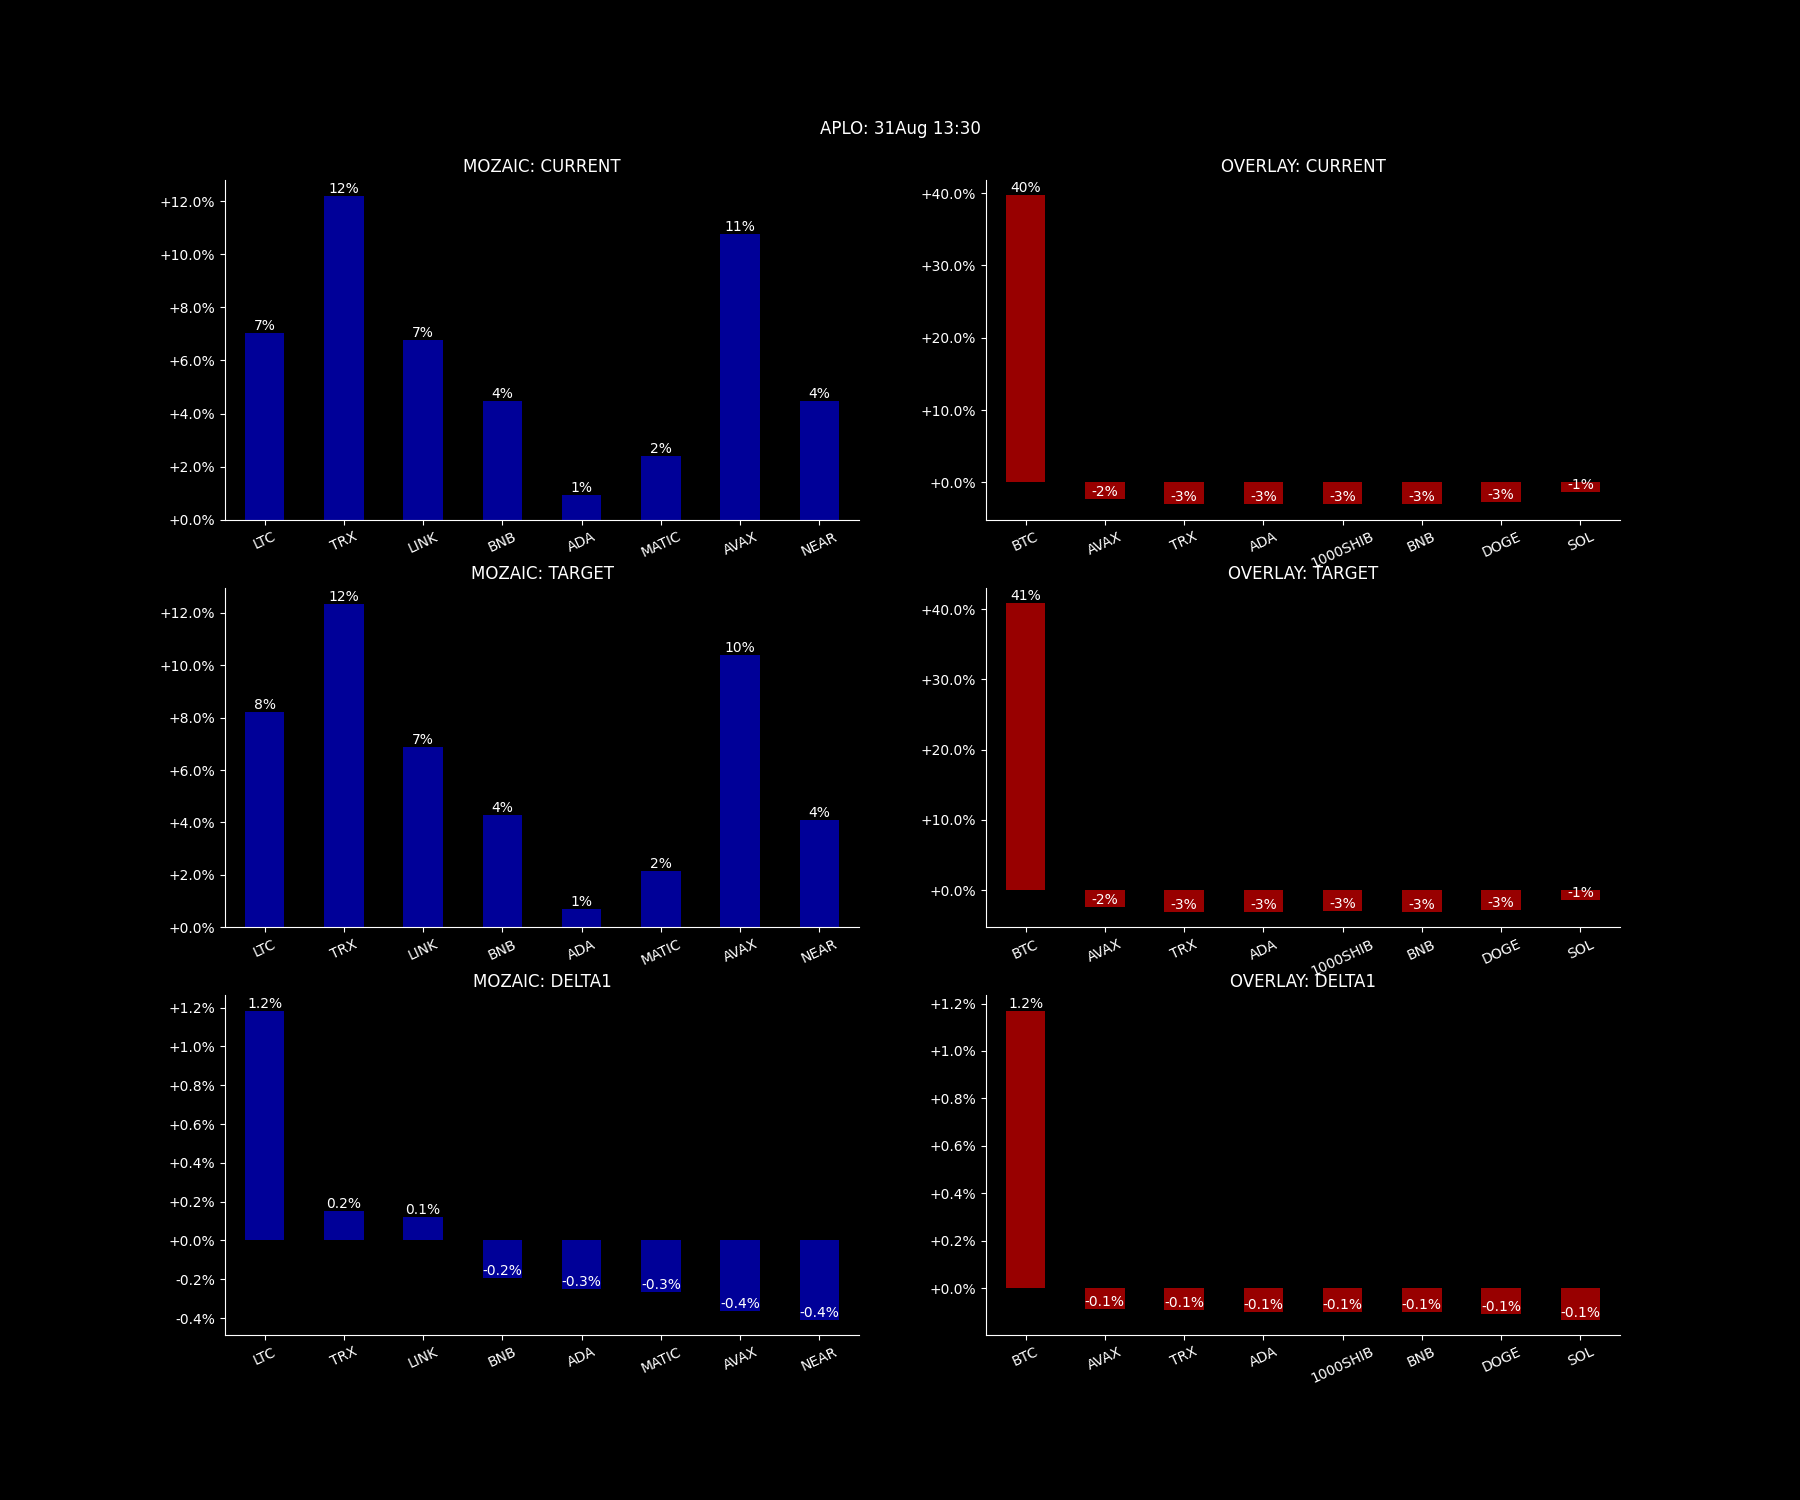 APLO: 31Aug 13:30
MOZAIC: CURRENT
+12.0%
+10.0%
+8.0%
+6.0%
+4.0%
+2.0%
+0.0%
7%
12%
7%
4%
1%
2%
11%
4%
LTC
TRX
LINK
BNB
ADA
MATIC
AVAX
NEAR
OVERLAY: CURRENT
+40.0%
+30.0%
+20.0%
+10.0%
+0.0%
40%
-2%
-3%
-3%
-3%
-3%
-3%
-1%
BTC
AVAX
TRX
ADA
1000SHIB
BNB
DOGE
SOL
MOZAIC: TARGET
+12.0%
+10.0%
+8.0%
+6.0%
+4.0%
+2.0%
+0.0%
8%
12%
7%
4%
1%
2%
10%
4%
LTC
TRX
LINK
BNB
ADA
MATIC
AVAX
NEAR
OVERLAY: TARGET
+40.0%
+30.0%
+20.0%
+10.0%
+0.0%
41%
-2%
-3%
-3%
-3%
-3%
-3%
-1%
BTC
AVAX
TRX
ADA
1000SHIB
BNB
DOGE
SOL
MOZAIC: DELTA1
+1.2%
+1.0%
+0.8%
+0.6%
+0.4%
+0.2%
+0.0%
-0.2%
-0.4%
1.2%
0.2%
0.1%
-0.2%
-0.3%
-0.3%
-0.4%
-0.4%
LTC
TRX
LINK
BNB
ADA
MATIC
AVAX
NEAR
OVERLAY: DELTA1
+1.2%
+1.0%
+0.8%
+0.6%
+0.4%
+0.2%
+0.0%
1.2%
-0.1%
-0.1%
-0.1%
-0.1%
-0.1%
-0.1%
-0.1%
BTC
AVAX
TRX
ADA
1000SHIB
BNB
DOGE
SOL